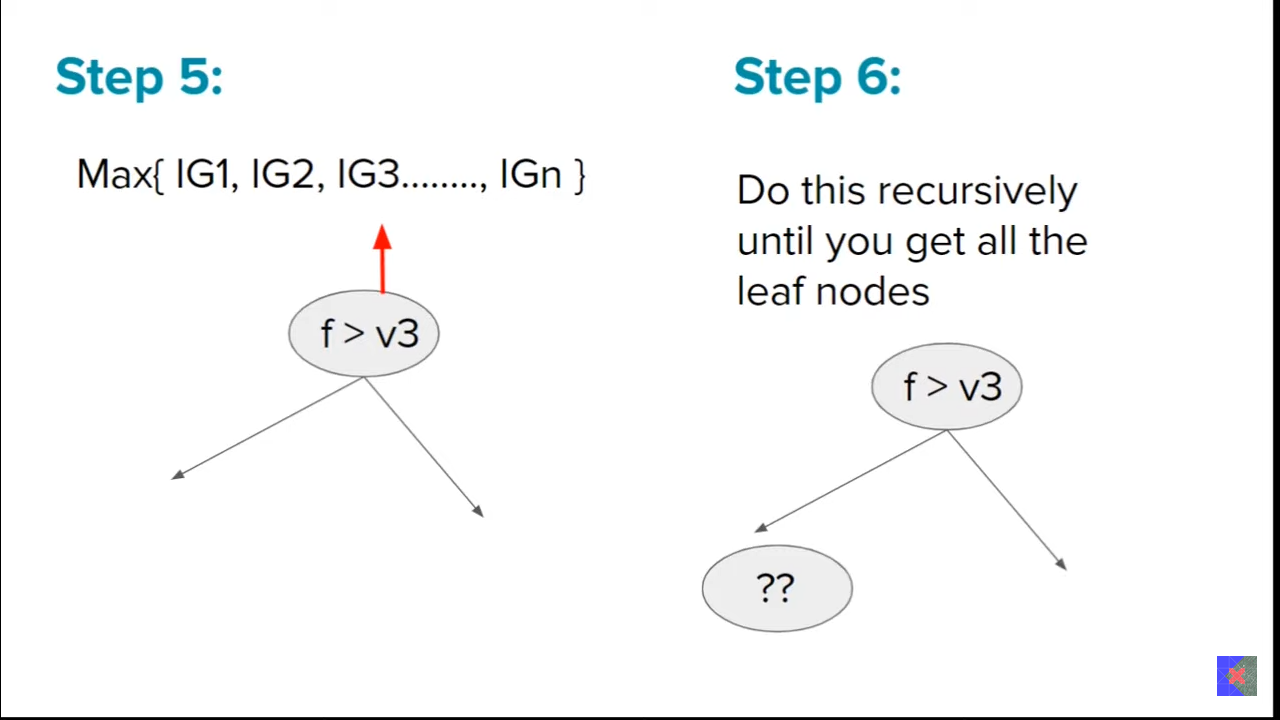 Step 5:
Max{ IG1, IG2, IG3........, IGn }
f > v3
Step 6:
Do this recursively
until you get all the
leaf nodes
f > v3
??